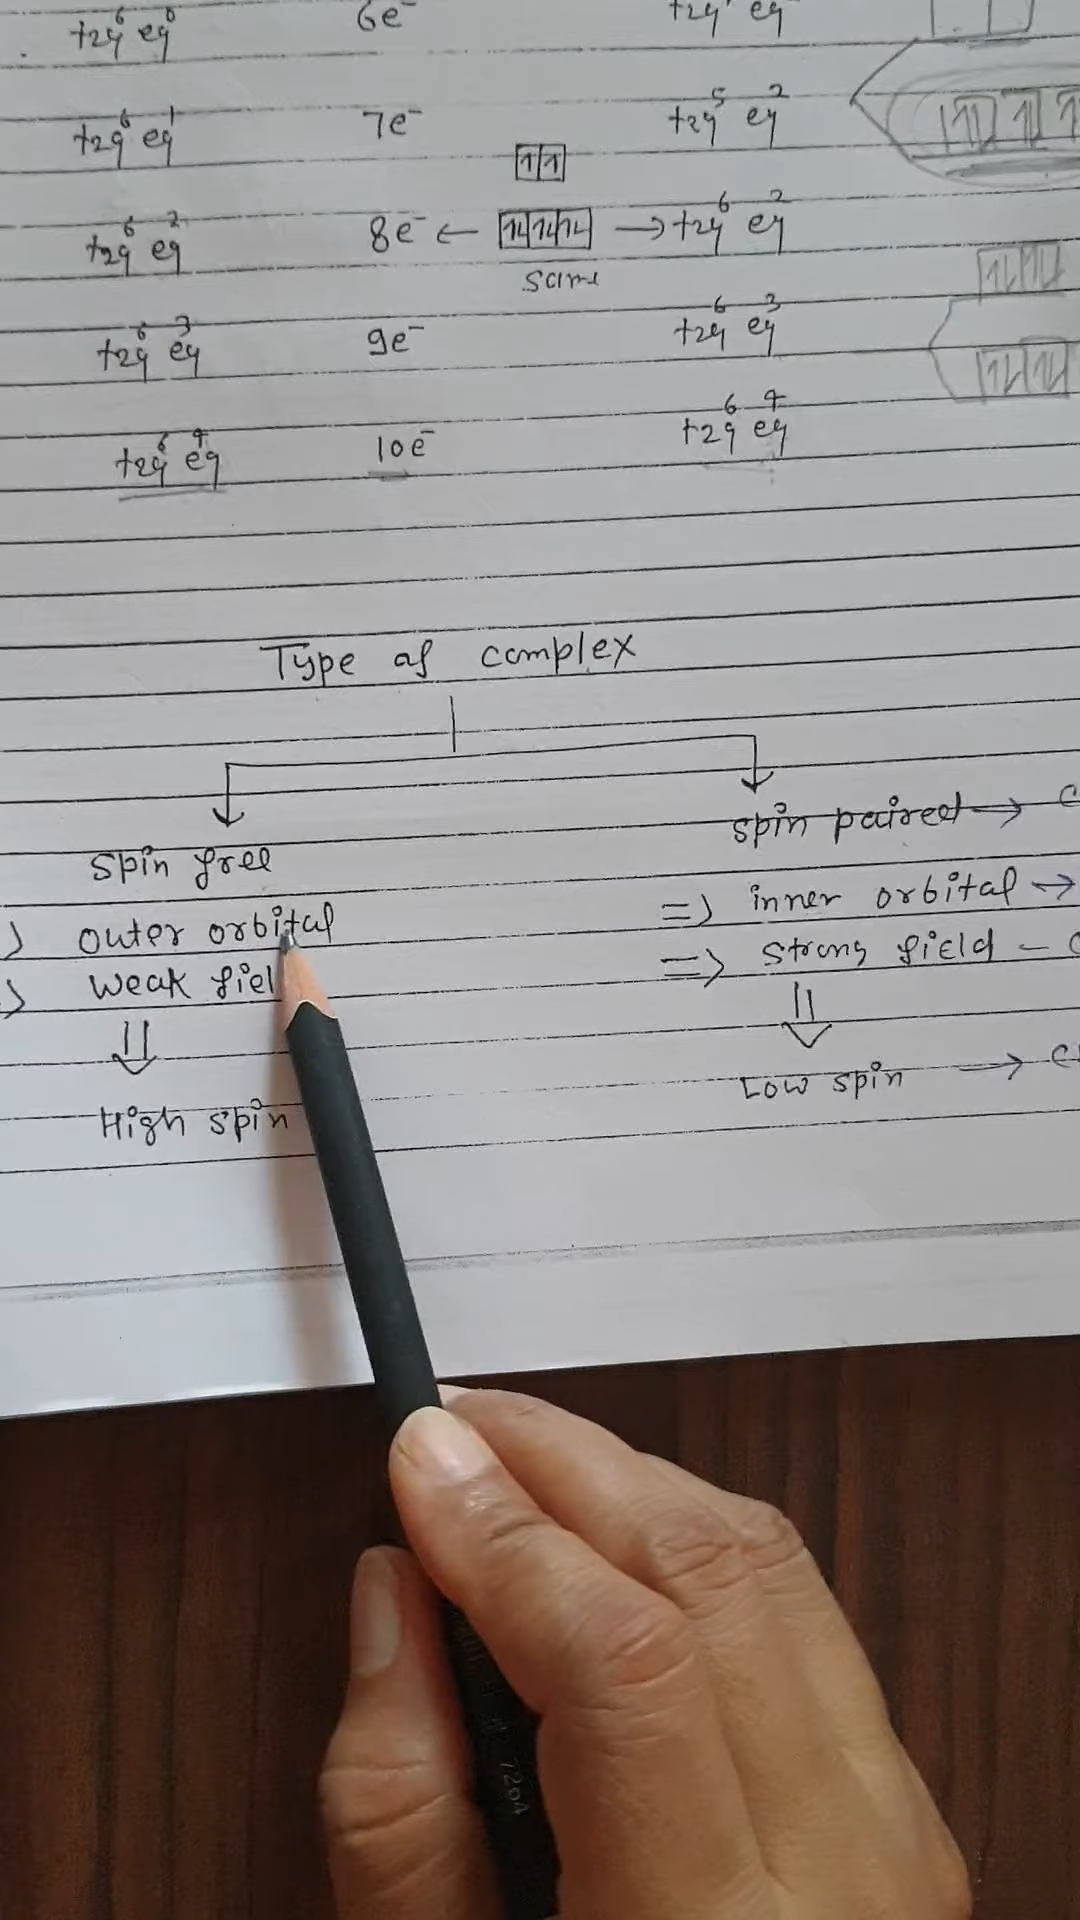 t2g⁶ eg⁰ 6e⁻ t2g eg
t2g⁶ eg¹ 7e⁻ t2g⁵ eg²
t2g⁶ eg² 8e⁻ ← → t2g⁶ eg²
Same
t2g⁶ eg³ 9e⁻ t2g⁶ eg³
t2g⁶ eg⁴ 10e⁻ t2g⁶ eg⁴
Type of complex
Spin free
Spin paired →
outer orbital
=> inner orbital →
weak
=> Strong field –
High spin
Low spin →
720A